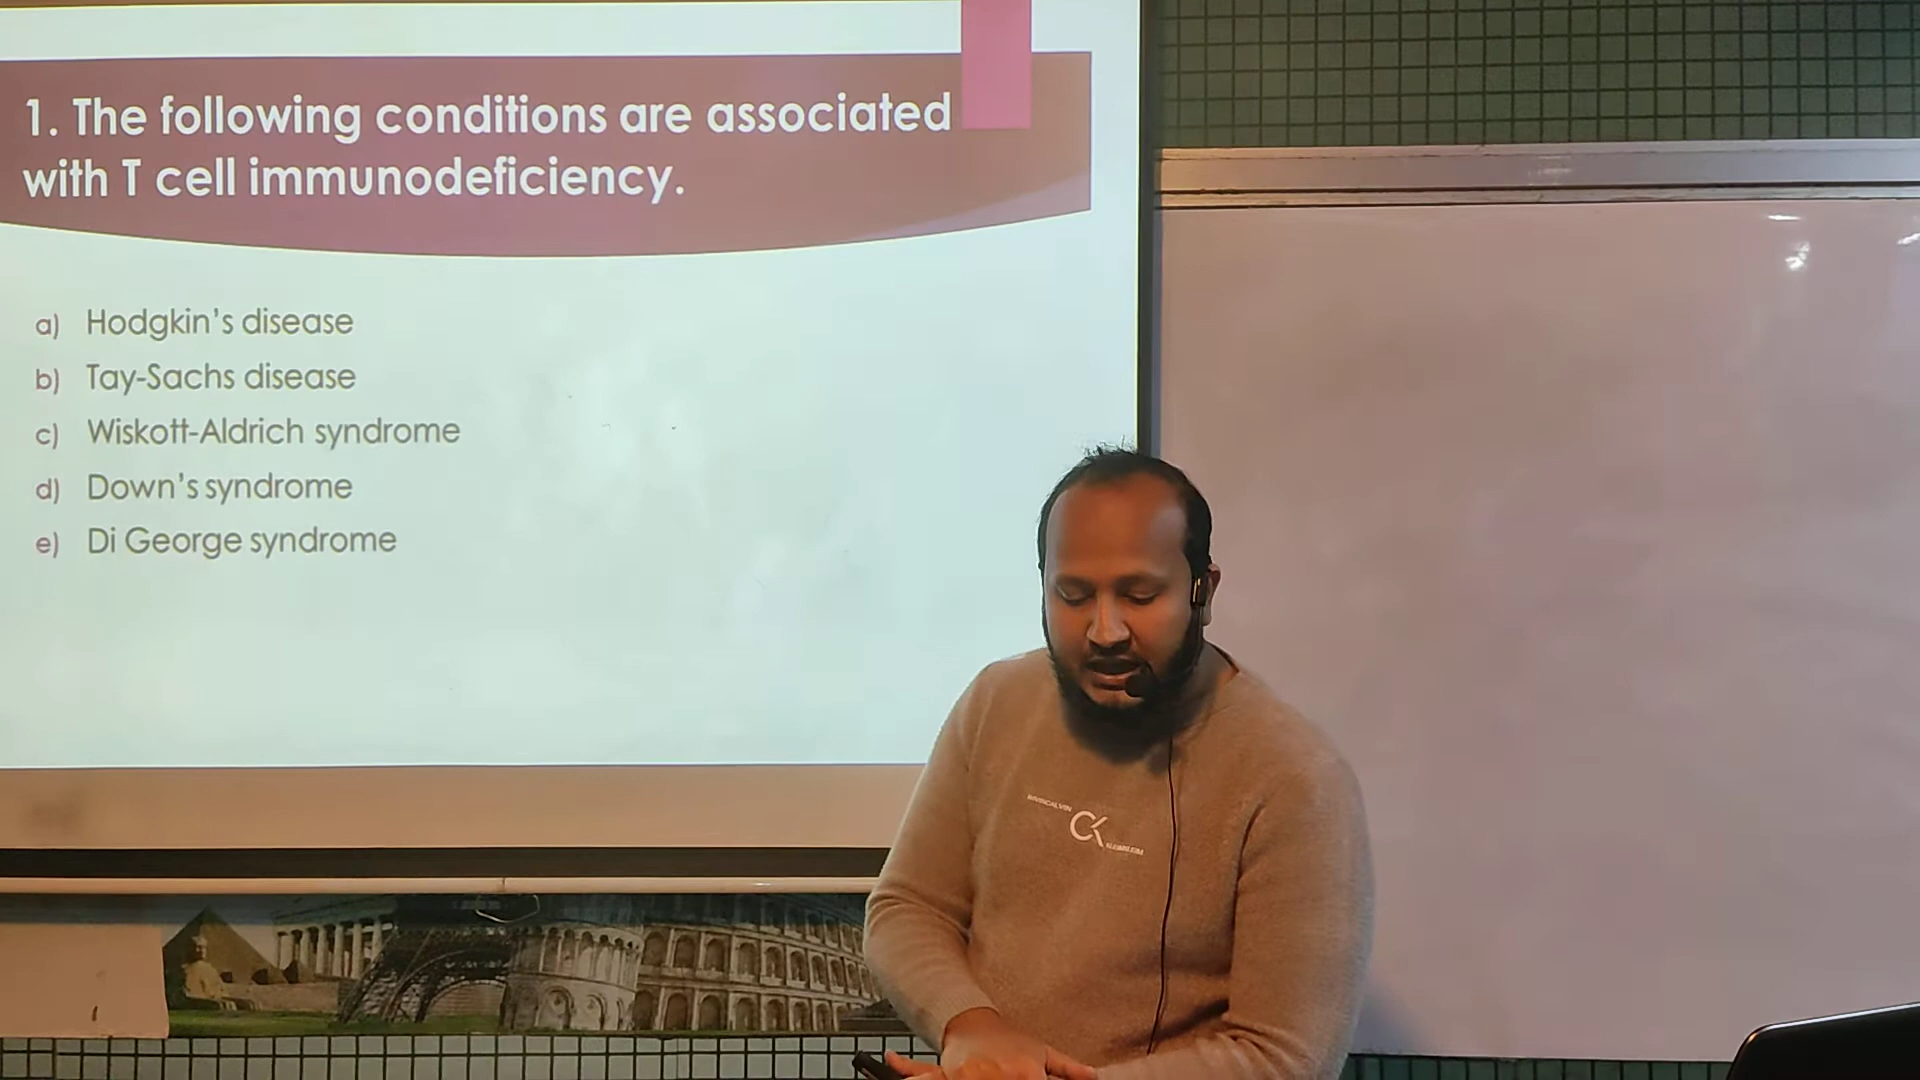 1. The following conditions are associated
with T cell immunodeficiency.
a) Hodgkin's disease
b) Tay-Sachs disease
c) Wiskott-Aldrich syndrome
d) Down's syndrome
e) Di George syndrome
CK